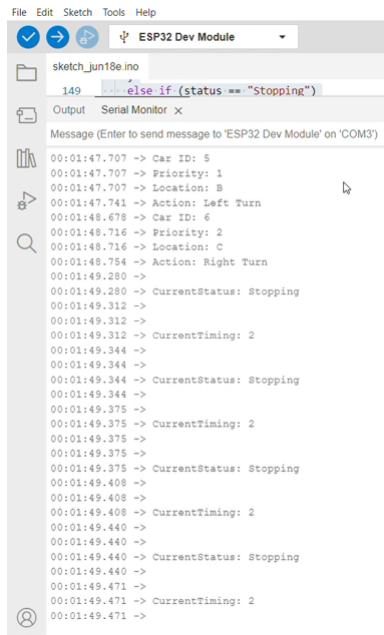 File Edit Sketch Tools Help
ESP32 Dev Module
sketch_jun18e.ino
149 else if (status == "Stopping")
Output Serial Monitor ×
Message (Enter to send message to 'ESP32 Dev Module' on 'COM3')
00:01:47.707 -> Car ID: 5
00:01:47.707 -> Priority: 1
00:01:47.707 -> Location: B
00:01:47.741 -> Action: Left Turn
00:01:48.678 -> Car ID: 6
00:01:48.716 -> Priority: 2
00:01:48.716 -> Location: C
00:01:48.754 -> Action: Right Turn
00:01:49.280 ->
00:01:49.280 -> CurrentStatus: Stopping
00:01:49.312 ->
00:01:49.312 ->
00:01:49.312 -> CurrentTiming: 2
00:01:49.344 ->
00:01:49.344 ->
00:01:49.344 -> CurrentStatus: Stopping
00:01:49.344 ->
00:01:49.375 ->
00:01:49.375 -> CurrentTiming: 2
00:01:49.375 ->
00:01:49.375 ->
00:01:49.375 -> CurrentStatus: Stopping
00:01:49.408 ->
00:01:49.408 ->
00:01:49.408 -> CurrentTiming: 2
00:01:49.440 ->
00:01:49.440 ->
00:01:49.440 -> CurrentStatus: Stopping
00:01:49.440 ->
00:01:49.471 ->
00:01:49.471 -> CurrentTiming: 2
00:01:49.471 ->